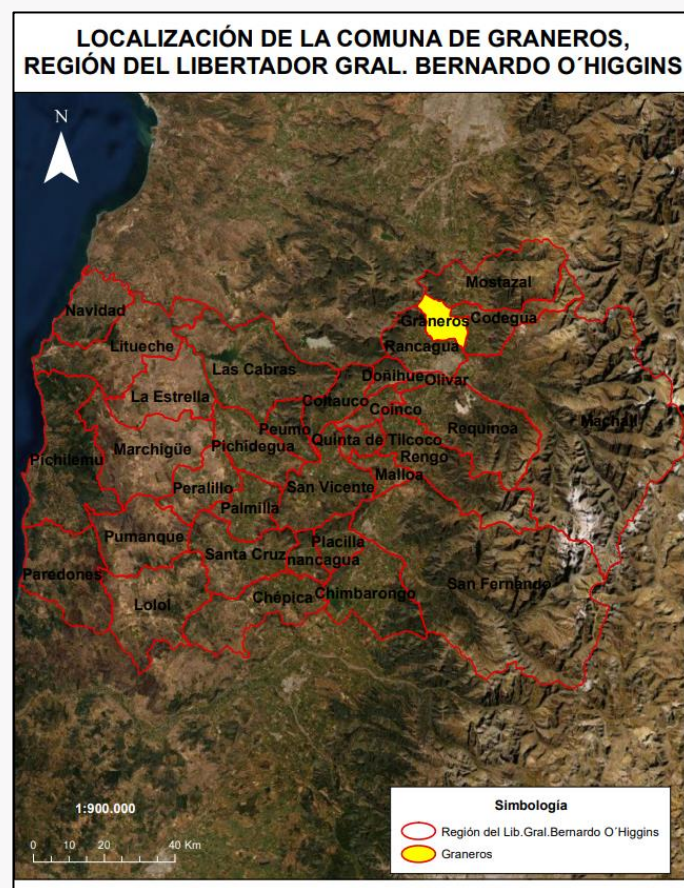 LOCALIZACIÓN DE LA COMUNA DE GRANEROS,
REGIÓN DEL LIBERTADOR GRAL. BERNARDO O´HIGGINS
N
Mostazal
Navidad
Graneros Codegua
Litueche
Rancagua
Las Cabras
Doñihue Olivar
La Estrella
Coltauco
Coinco
Machalí
Peumo
Requínoa
Quinta de Tilcoco
Marchigüe
Pichidegua
Pichilemu
Rengo
Malloa
Peralillo
San Vicente
Palmilla
Pumanque
Placilla
Santa Cruz
nancagua
Paredones
San Fernando
Lolol
Chépica
Chimbarongo
1:900.000
0 10 20 40 Km
Simbología
Región del Lib.Gral.Bernardo O´Higgins
Graneros